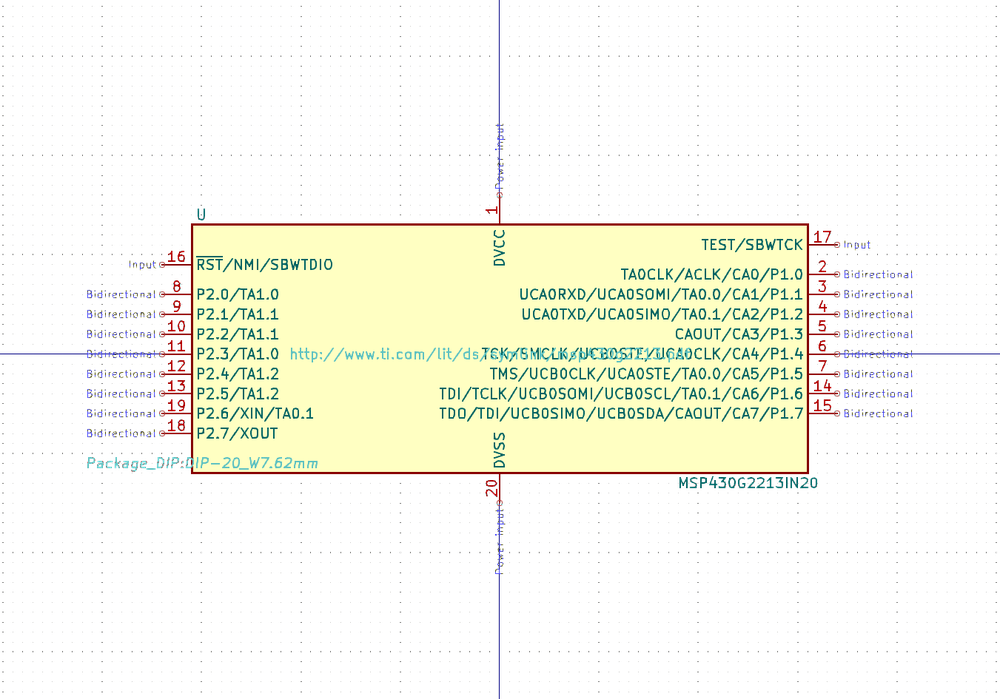 Power input
1
U
DVCC
17 Input
TEST/SBWTCK
Input 16
RST/NMI/SBWTDIO
TA0CLK/ACLK/CA0/P1.0
2 Bidirectional
Bidirectional 8
P2.0/TA1.0
UCA0RXD/UCA0SOMI/TA0.0/CA1/P1.1
3 Bidirectional
Bidirectional 9
P2.1/TA1.1
UCA0TXD/UCA0SIMO/TA0.1/CA2/P1.2
4 Bidirectional
Bidirectional 10
P2.2/TA1.1
CAOUT/CA3/P1.3
5 Bidirectional
Bidirectional 11
P2.3/TA1.0
http://www.ti.com/lit/ds/
CA4/P1.4
6 Bidirectional
Bidirectional 12
P2.4/TA1.2
TMS/UCB0CLK/UCA0STE/TA0.0/CA5/P1.5
7 Bidirectional
Bidirectional 13
P2.5/TA1.2
TDI/TCLK/UCB0SOMI/UCB0SCL/TA0.1/CA6/P1.6
14 Bidirectional
Bidirectional 19
P2.6/XIN/TA0.1
TDO/TDI/UCB0SIMO/UCB0SDA/CAOUT/CA7/P1.7
15 Bidirectional
Bidirectional 18
P2.7/XOUT
DVSS
Package_DIP:DIP-20_W7.62mm
20
MSP430G2213IN20
Power input